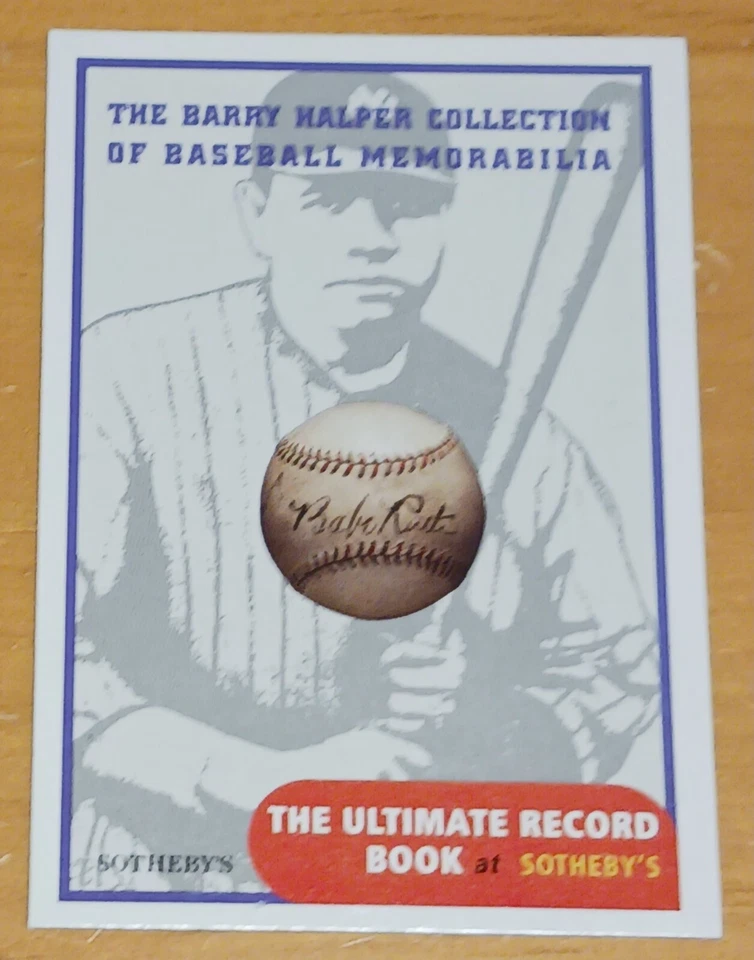 THE BARRY HALPER COLLECTION
OF BASEBALL MEMORABILIA
Babe Ruth
THE ULTIMATE RECORD
BOOK at SOTHEBY'S
SOTHEBY'S